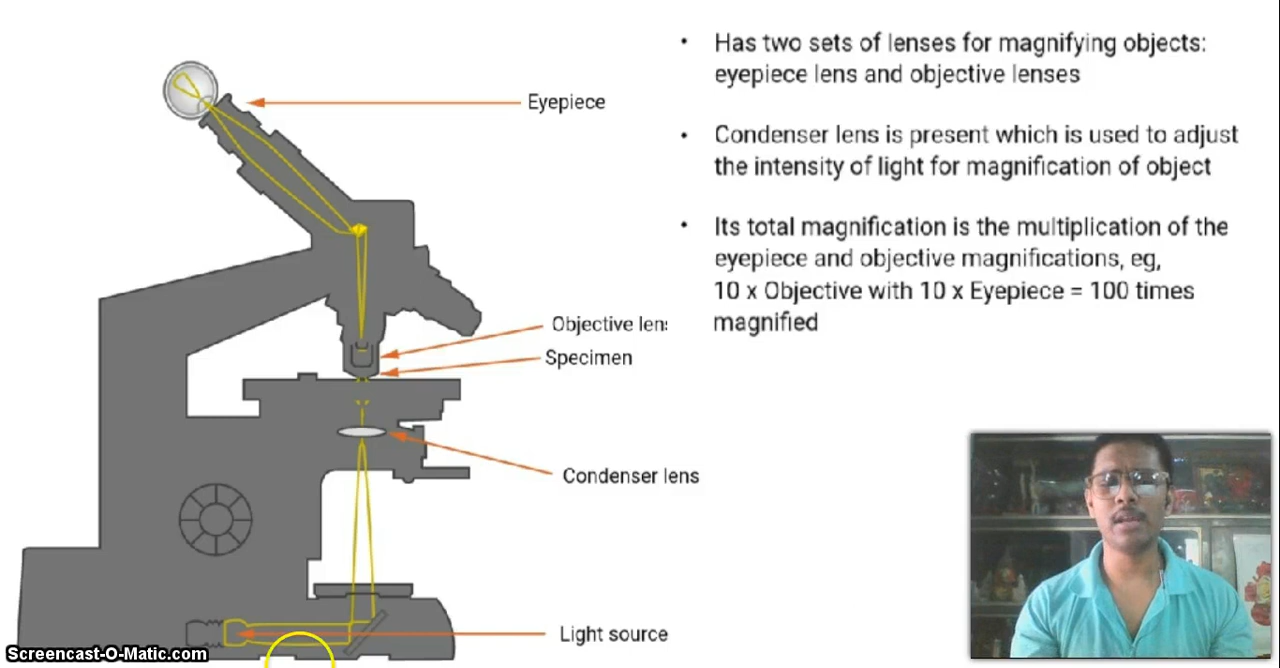 Eyepiece
Objective len
Specimen
Condenser lens
Light source
• Has two sets of lenses for magnifying objects:
eyepiece lens and objective lenses
• Condenser lens is present which is used to adjust
the intensity of light for magnification of object
• Its total magnification is the multiplication of the
eyepiece and objective magnifications, eg,
10 x Objective with 10 x Eyepiece = 100 times
magnified
Screencast-O-Matic.com